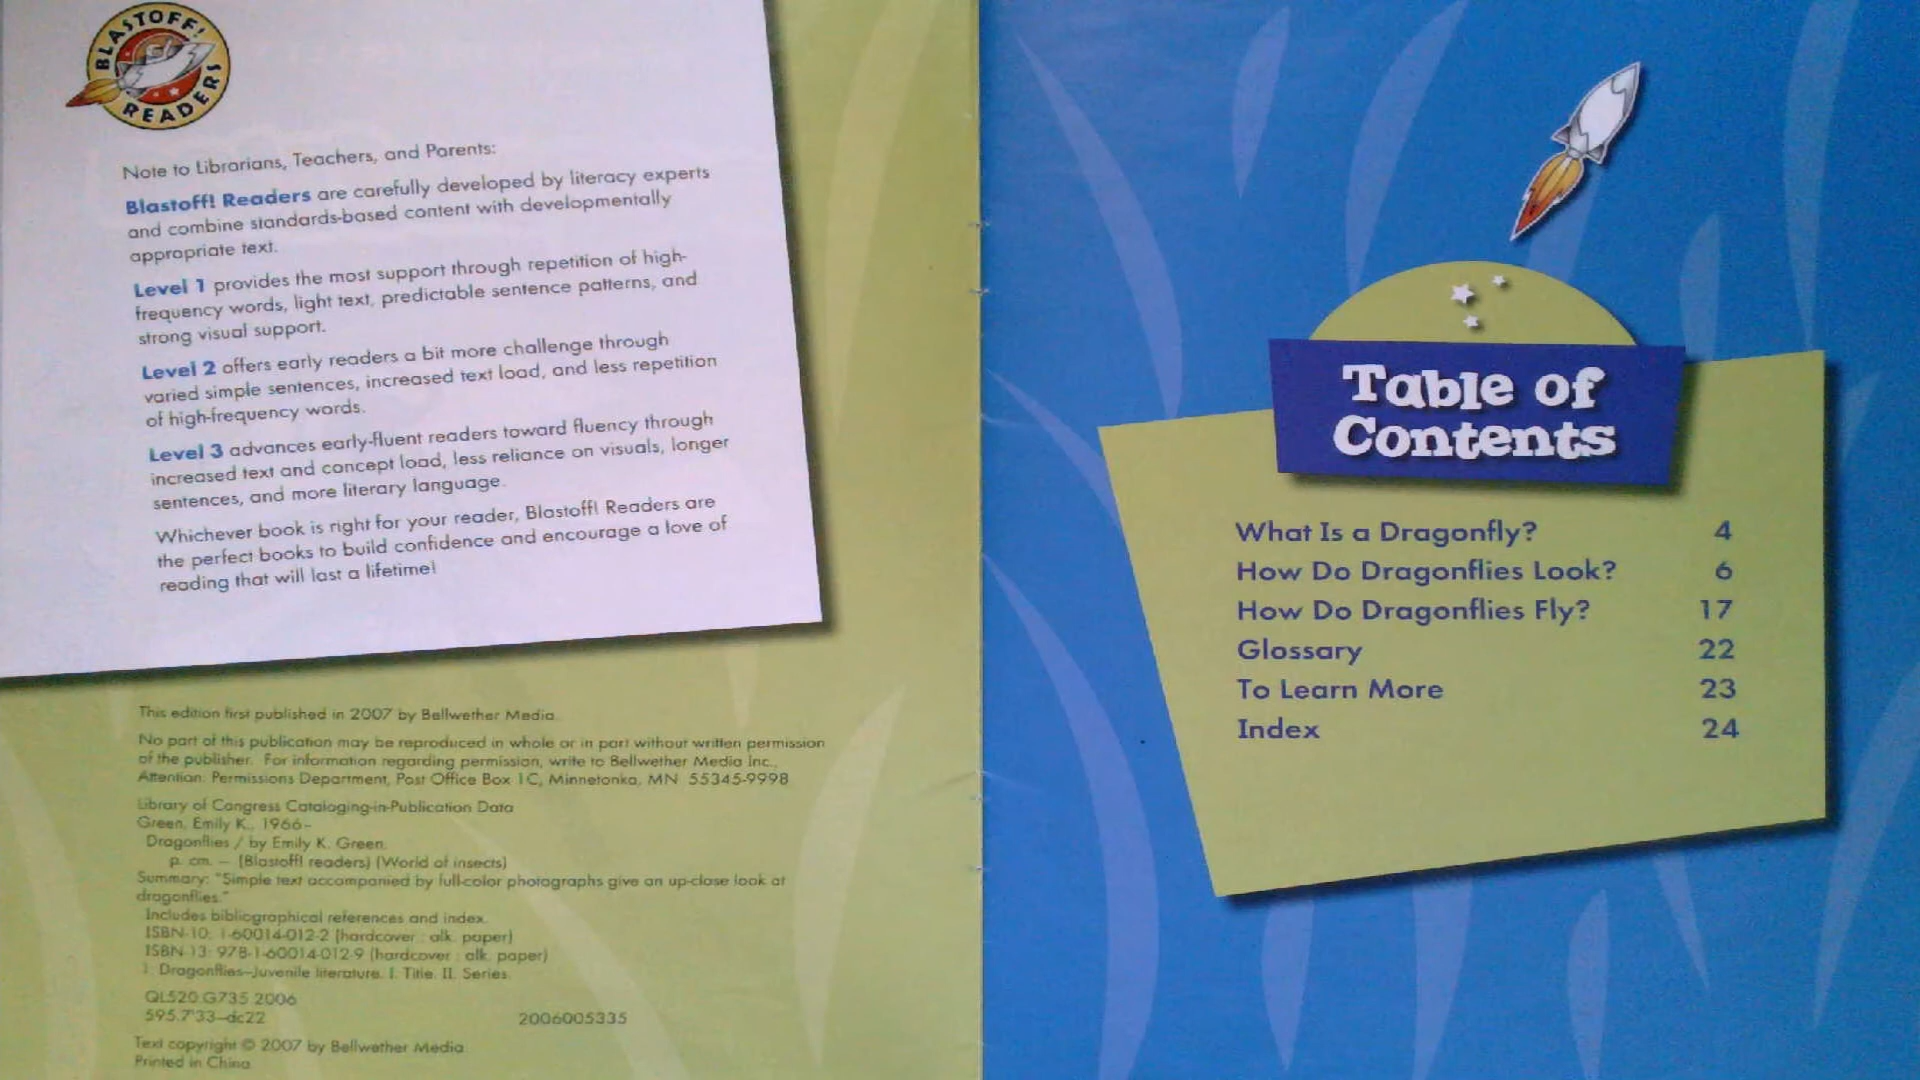 BLASTOFF!
READERS
Note to Librarians, Teachers, and Parents:
Blastoff! Readers are carefully developed by literacy experts
and combine standards-based content with developmentally
appropriate text.
Level 1 provides the most support through repetition of high-
frequency words, light text, predictable sentence patterns, and
strong visual support.
Level 2 offers early readers a bit more challenge through
varied simple sentences, increased text load, and less repetition
of high-frequency words.
Level 3 advances early-fluent readers toward fluency through
increased text and concept load, less reliance on visuals, longer
sentences, and more literary language.
Whichever book is right for your reader, Blastoff! Readers are
the perfect books to build confidence and encourage a love of
reading that will last a lifetime!
This edition first published in 2007 by Bellwether Media.
No part of this publication may be reproduced in whole or in part without written permission
of the publisher. For information regarding permission, write to Bellwether Media Inc.,
Attention: Permissions Department, Post Office Box 1C, Minnetonka, MN 55345-9998
Library of Congress Cataloging-in-Publication Data
Green, Emily K., 1966–
Dragonflies / by Emily K. Green.
p. cm. – (Blastoff! readers) (World of insects)
Summary: "Simple text accompanied by full-color photographs give an up-close look at
dragonflies."
Includes bibliographical references and index.
ISBN-10: 1-60014-012-2 (hardcover : alk. paper)
ISBN-13: 978-1-60014-012-9 (hardcover : alk. paper)
1. Dragonflies–Juvenile literature. I. Title. II. Series.
QL520.G735 2006
595.7'33–dc22 2006005335
Text copyright © 2007 by Bellwether Media.
Printed in China.
Table of
Contents
What Is a Dragonfly? 4
How Do Dragonflies Look? 6
How Do Dragonflies Fly? 17
Glossary 22
To Learn More 23
Index 24